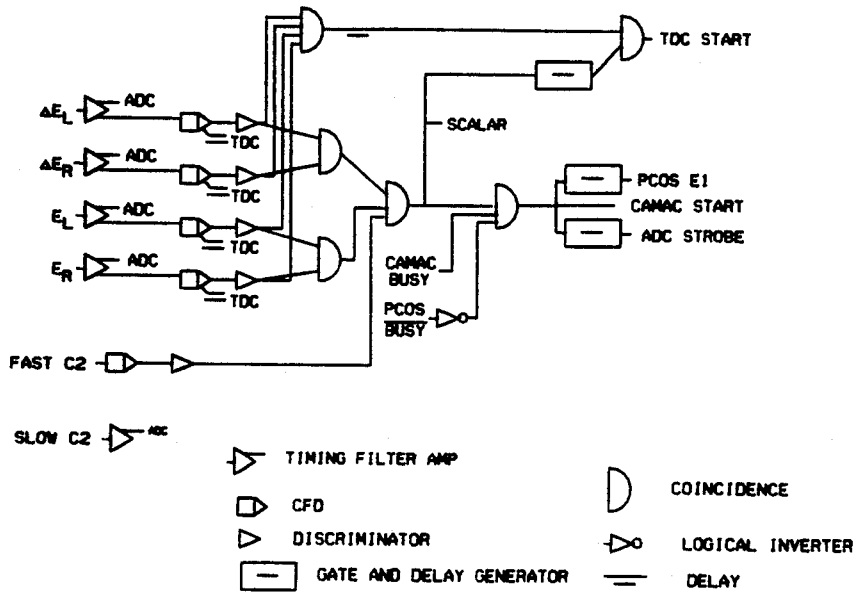 TDC START
ΔE_L
ADC
TDC
SCALAR
ΔE_R
ADC
TDC
PCOS E1
CAMAC START
ADC STROBE
E_L
ADC
TDC
E_R
ADC
TDC
CAMAC
BUSY
PCOS
BUSY
FAST C2
SLOW C2
ADC
TIMING FILTER AMP
CFD
DISCRIMINATOR
GATE AND DELAY GENERATOR
COINCIDENCE
LOGICAL INVERTER
DELAY